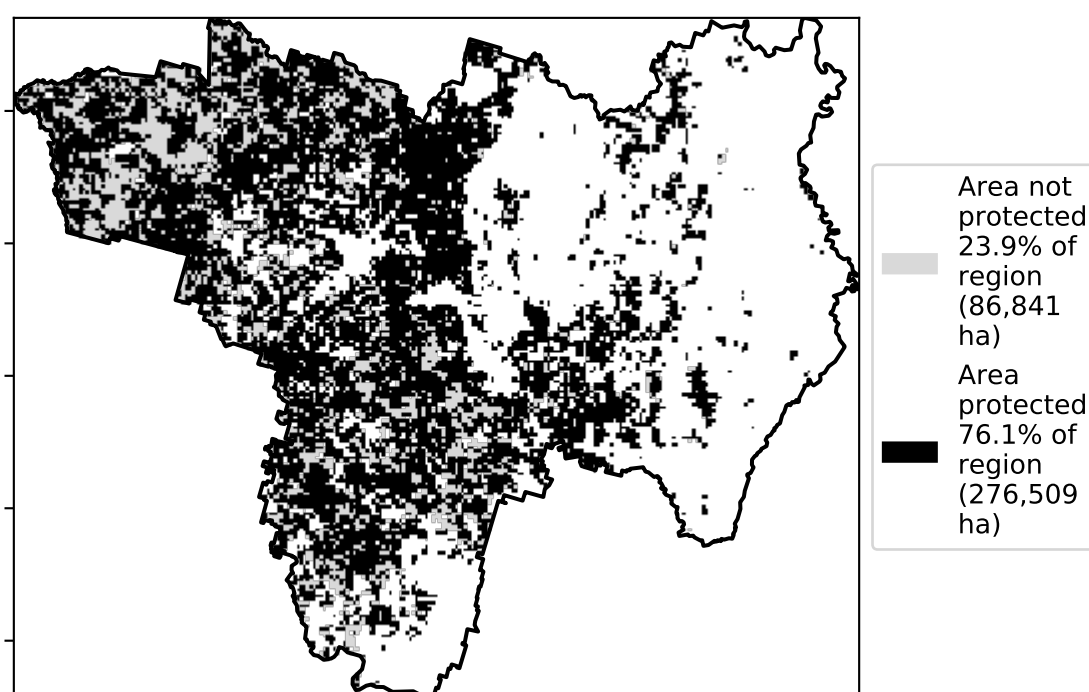 Area not
protected
23.9% of
region
(86,841
ha)
Area
protected
76.1% of
region
(276,509
ha)